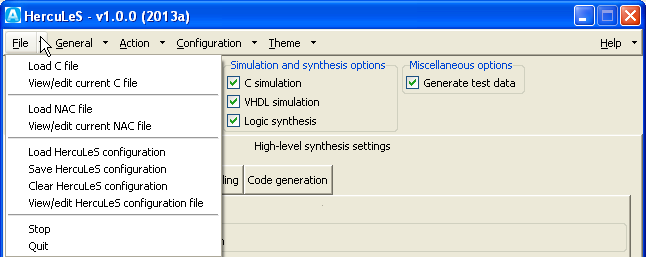 HercuLeS - v1.0.0 (2013a)
File General Action Configuration Theme Help
Load C file
View/edit current C file
Load NAC file
View/edit current NAC file
Load HercuLeS configuration
Save HercuLeS configuration
Clear HercuLeS configuration
View/edit HercuLeS configuration file
Stop
Quit
Simulation and synthesis options
C simulation
VHDL simulation
Logic synthesis
Miscellaneous options
Generate test data
High-level synthesis settings
Code generation